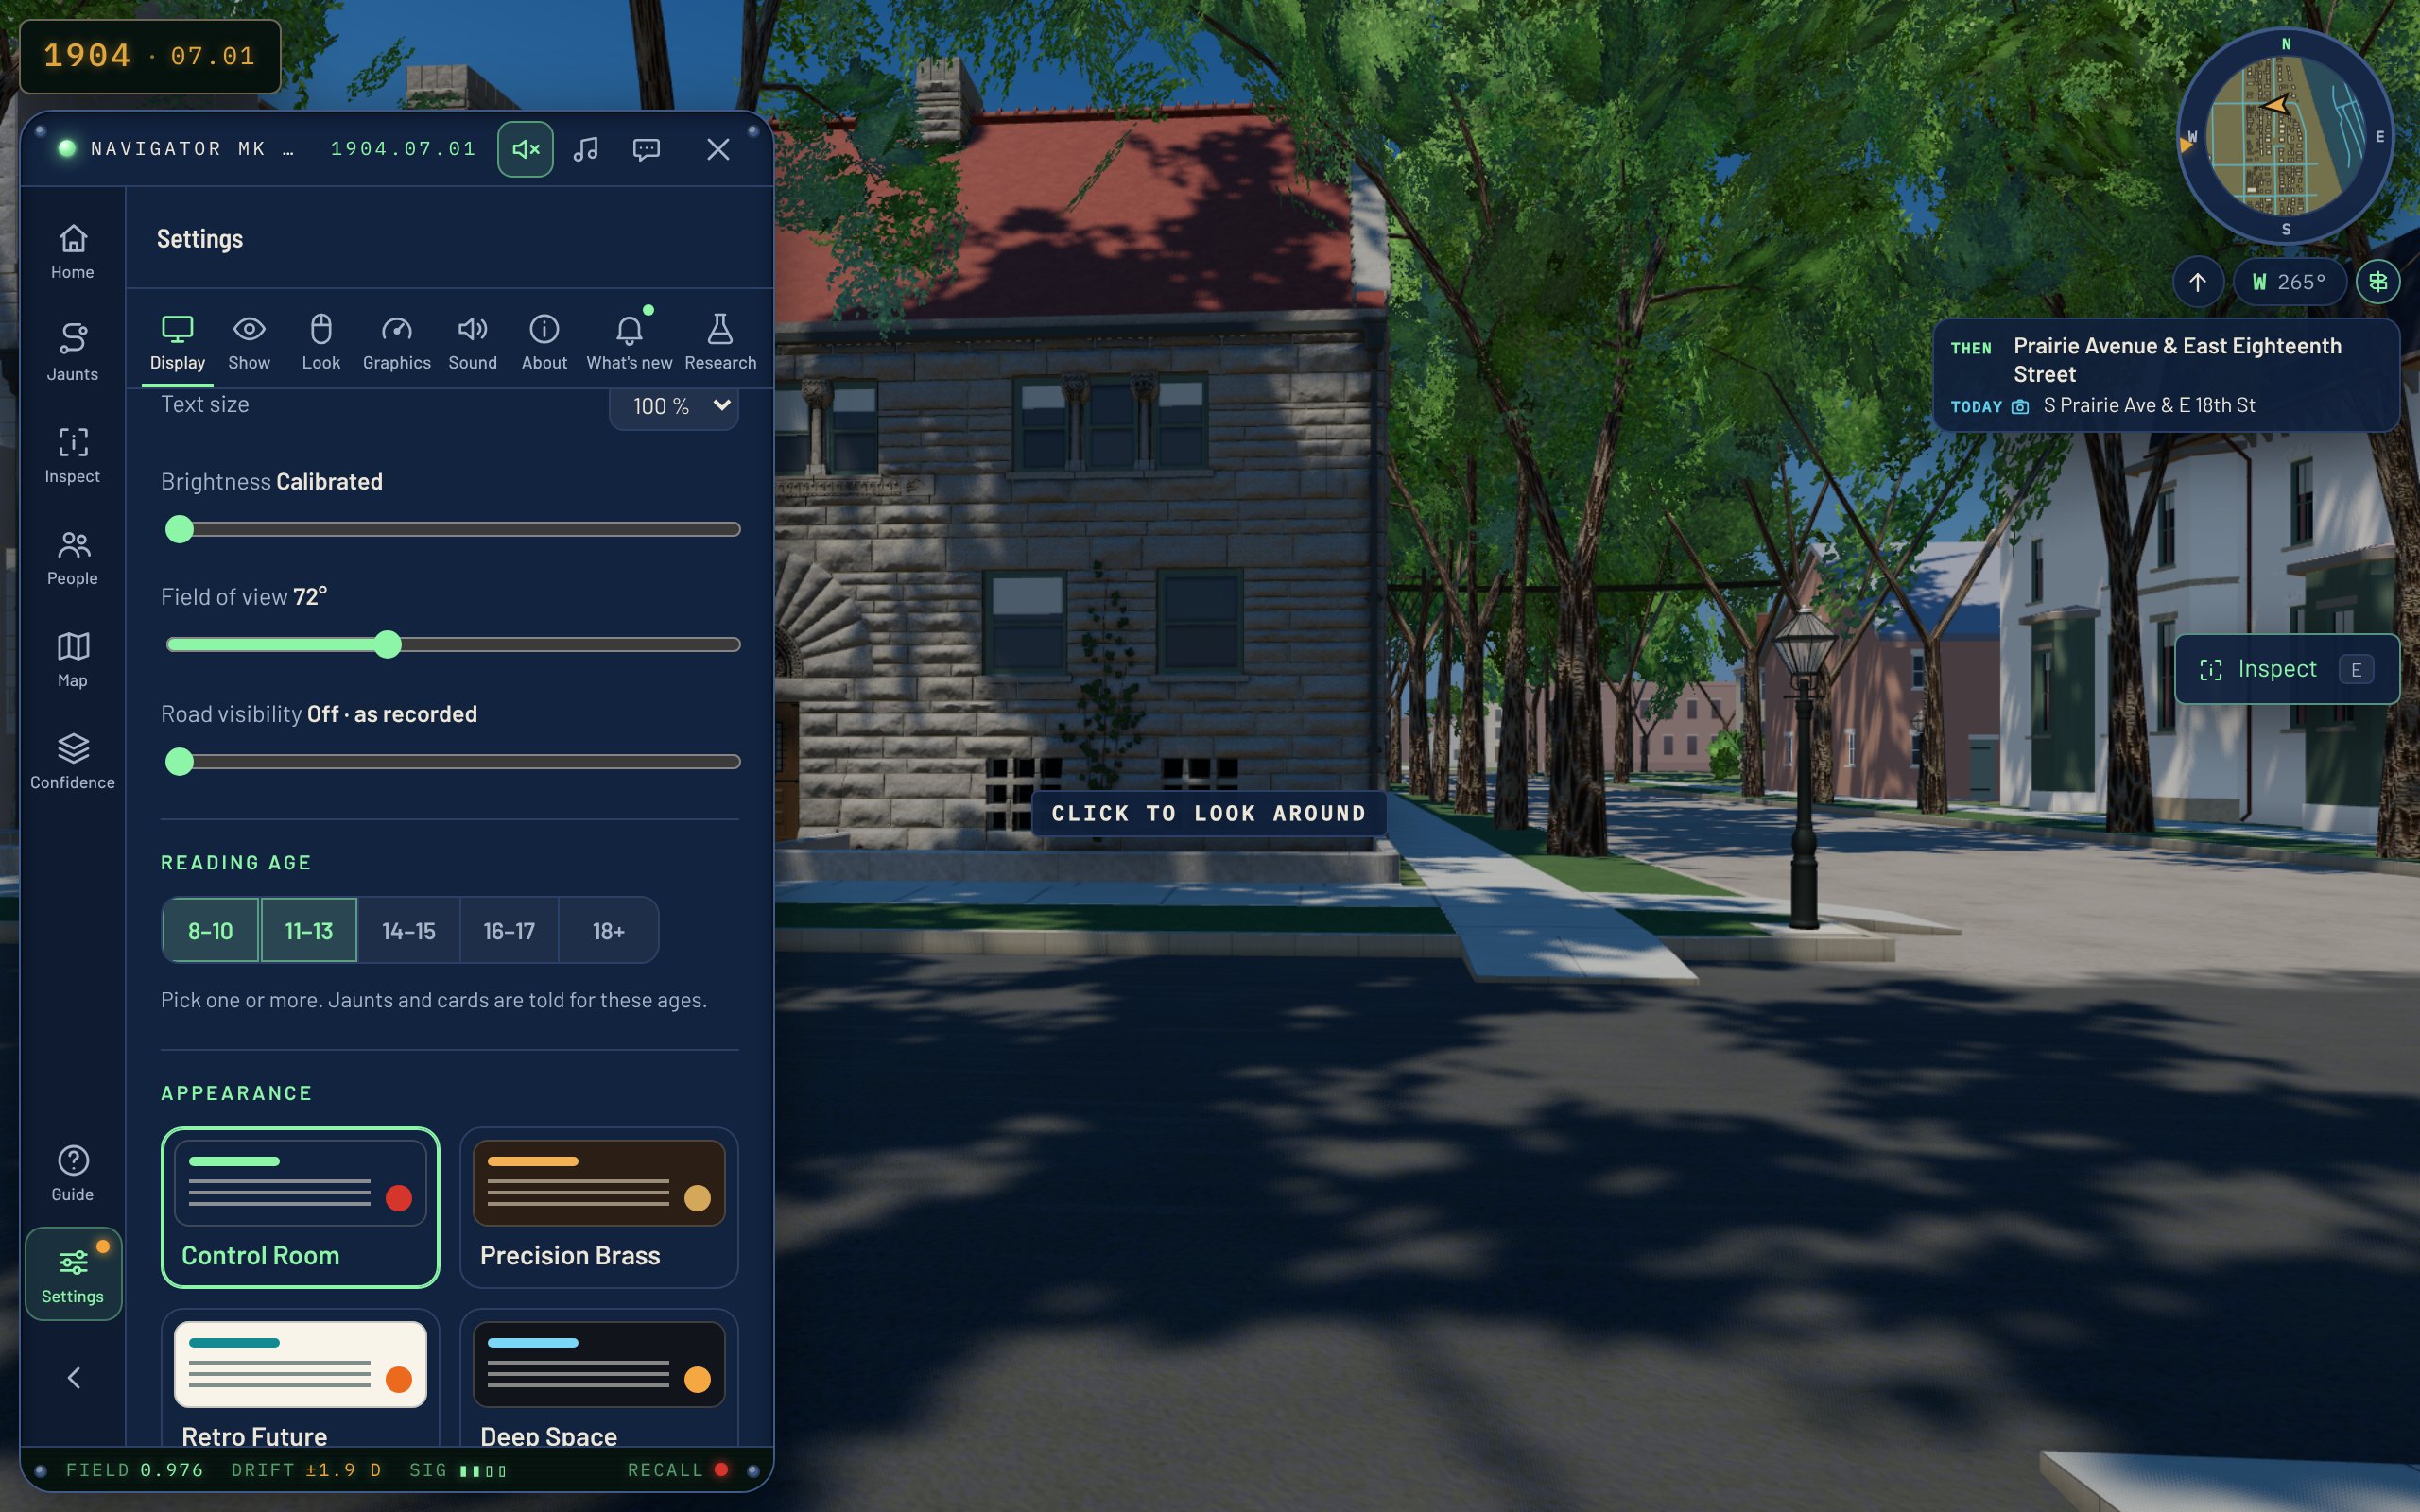 1904 · 07.01
NAVIGATOR MK …
1904.07.01
Home
Jaunts
Inspect
People
Map
Confidence
Guide
Settings
Settings
Display
Show
Look
Graphics
Sound
About
What's new
Research
Text size
100 %
Brightness Calibrated
Field of view 72°
Road visibility Off · as recorded
READING AGE
8–10
11–13
14–15
16–17
18+
Pick one or more. Jaunts and cards are told for these ages.
APPEARANCE
Control Room
Precision Brass
Retro Future
Deep Space
FIELD 0.976
DRIFT ±1.9 D
SIG
RECALL
CLICK TO LOOK AROUND
N
W
E
S
W 265°
THEN Prairie Avenue & East Eighteenth
Street
TODAY S Prairie Ave & E 18th St
Inspect E